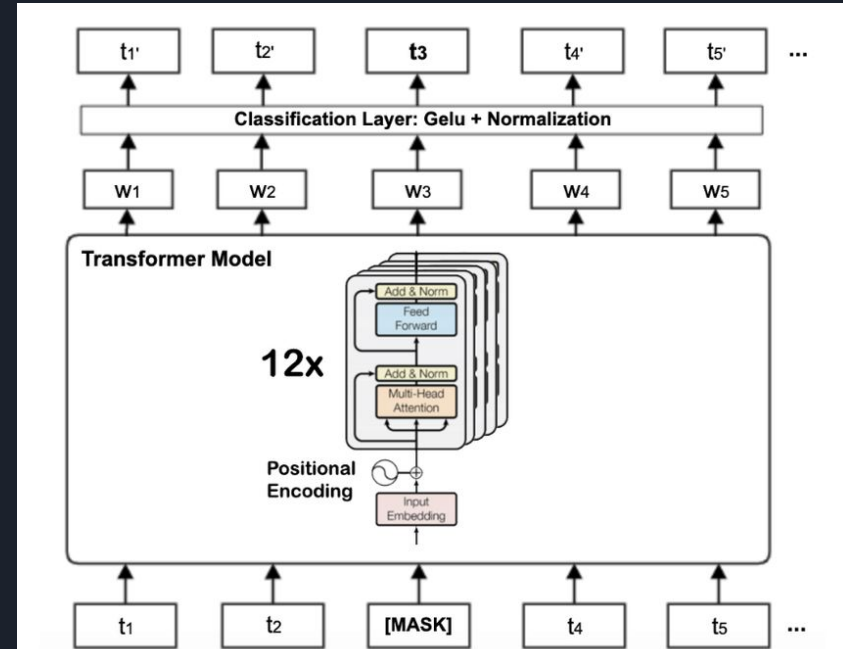 t1' t2' t3 t4' t5' ...
Classification Layer: Gelu + Normalization
W1 W2 W3 W4 W5
Transformer Model
Add & Norm
Feed
Forward
12x
Add & Norm
Multi-Head
Attention
Positional
Encoding
Input
Embedding
t1 t2 [MASK] t4 t5 ...